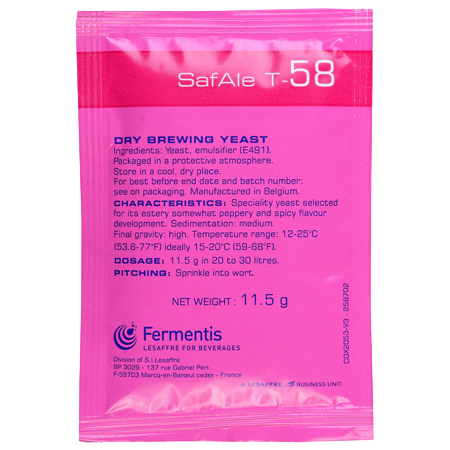 SafAle T-58
DRY BREWING YEAST
Ingredients: Yeast, emulsifier (E491).
Packaged in a protective atmosphere.
Store in a cool, dry place.
For best before end date and batch number:
see on packaging. Manufactured in Belgium.
CHARACTERISTICS: Speciality yeast selected
for its estery somewhat peppery and spicy flavour
development. Sedimentation: medium.
Final gravity: high. Temperature range: 12-25°C
(53.6-77°F) ideally 15-20°C (59-68°F).
DOSAGE: 11.5 g in 20 to 30 litres.
PITCHING: Sprinkle into wort.
NET WEIGHT : 11.5 g
Fermentis
LESAFFRE FOR BEVERAGES
Division of S.I. Lesaffre
BP 3029 - 137 rue Gabriel Péri
F-59703 Marcq-en-Barœul cedex - France
A LESAFFRE BUSINESS UNIT
CDX2053-V3 - 258702